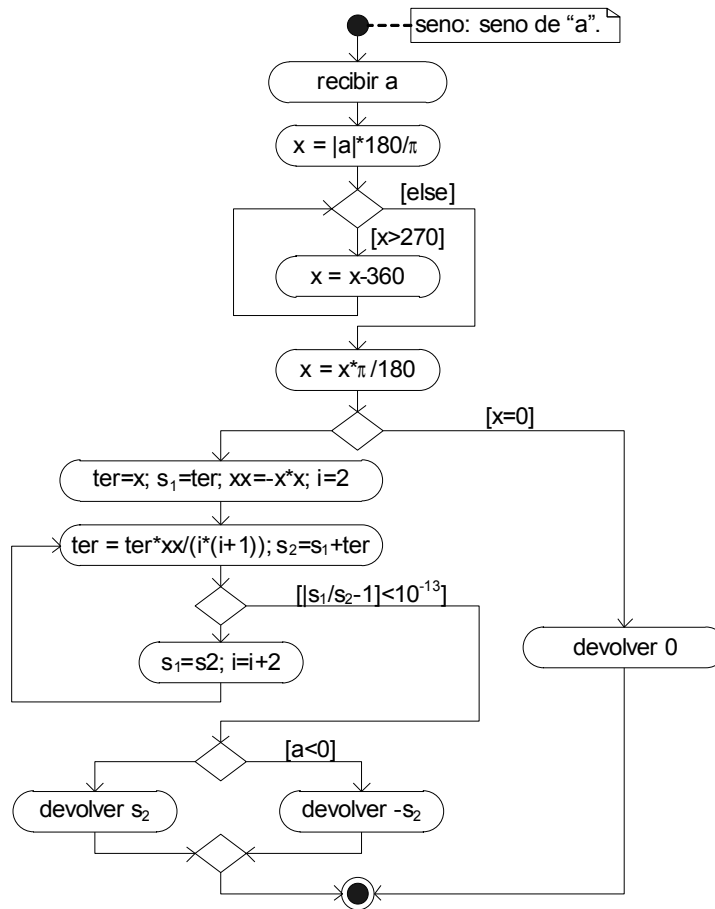 seno: seno de “a”.
recibir a
x = |a|*180/π
[else]
[x>270]
x = x-360
x = x*π/180
[x=0]
ter=x; s₁=ter; xx=-x*x; i=2
ter = ter*xx/(i*(i+1)); s₂=s₁+ter
[|s₁/s₂-1]<10⁻¹³]
s₁=s2; i=i+2
devolver 0
[a<0]
devolver s₂
devolver -s₂